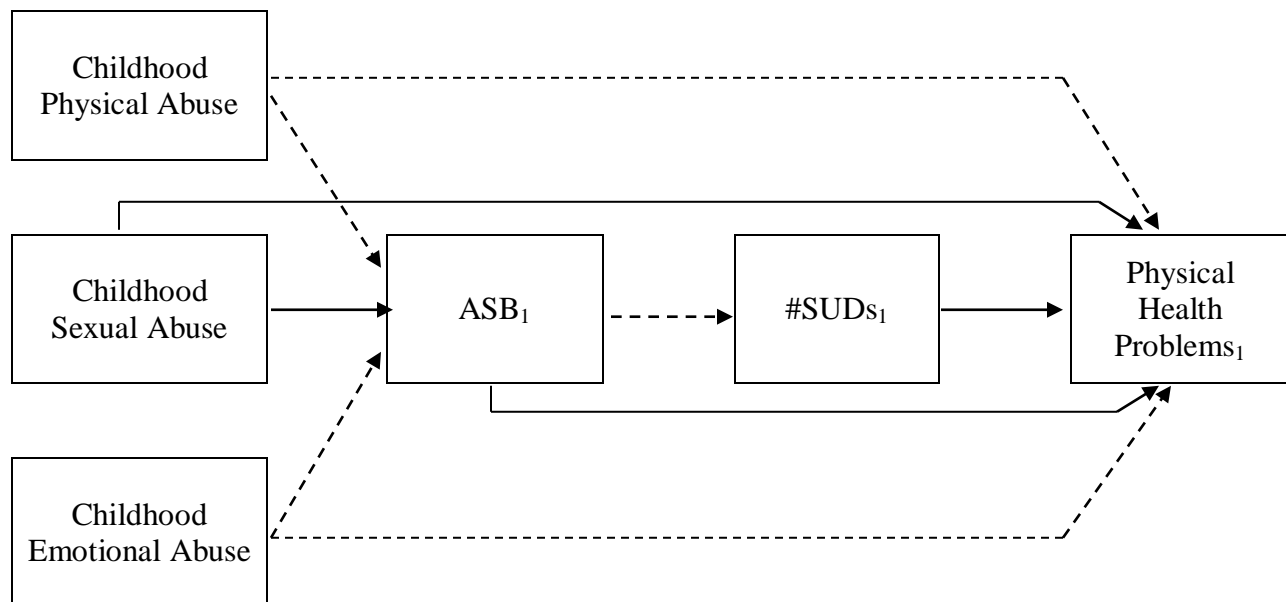 Childhood
Physical Abuse
Childhood
Sexual Abuse
ASB₁
#SUDs₁
Physical
Health
Problems₁
Childhood
Emotional Abuse